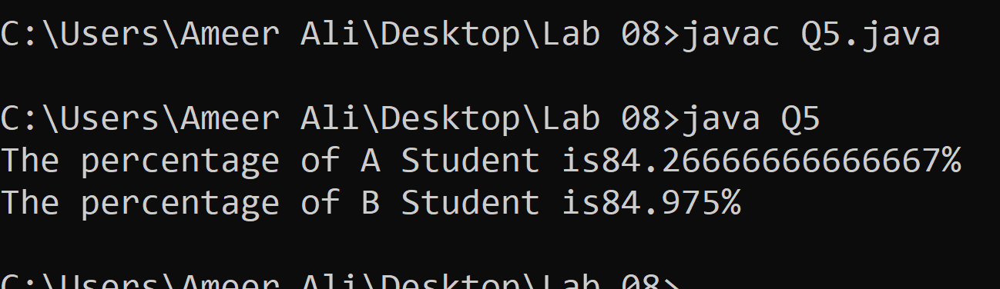 C:\Users\Ameer Ali\Desktop\Lab 08>javac Q5.java
C:\Users\Ameer Ali\Desktop\Lab 08>java Q5
The percentage of A Student is84.26666666666667%
The percentage of B Student is84.975%
C:\Users\Ameer Ali\Desktop\Lab 08>